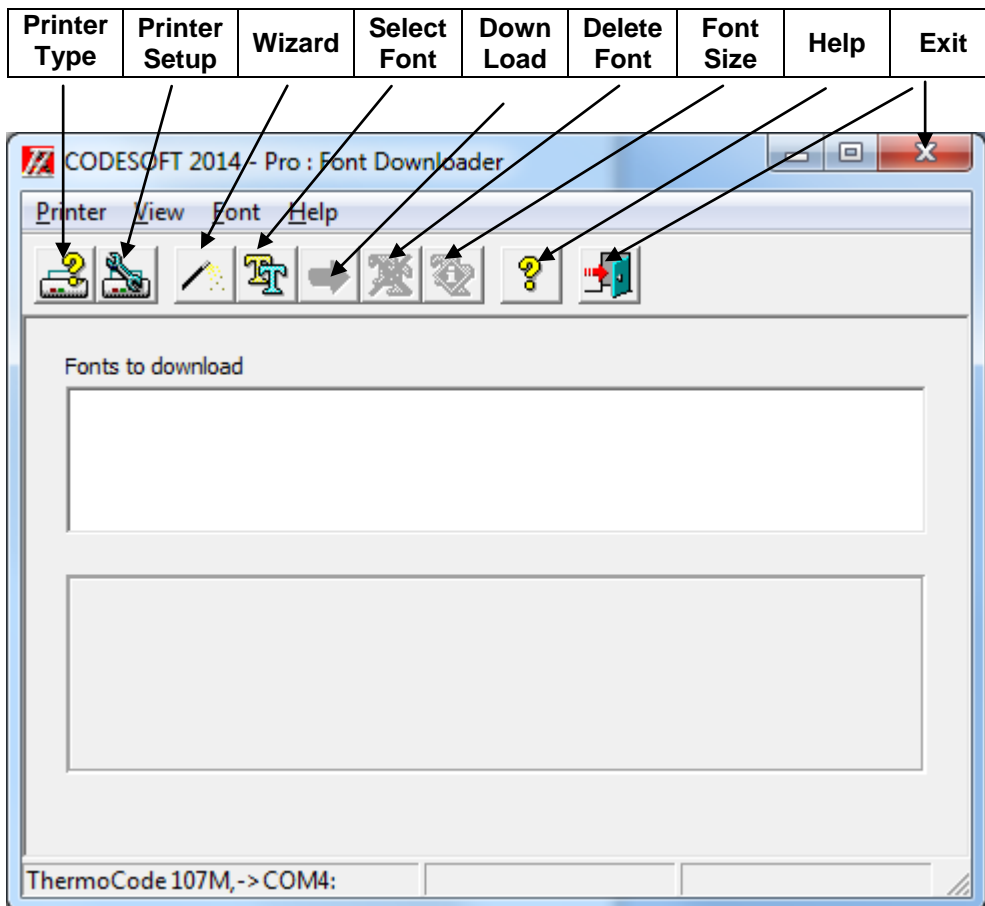 Printer Type
Printer Setup
Wizard
Select Font
Down Load
Delete Font
Font Size
Help
Exit
CODESOFT 2014 - Pro : Font Downloader
Printer View Font Help
Fonts to download
ThermoCode 107M,->COM4: